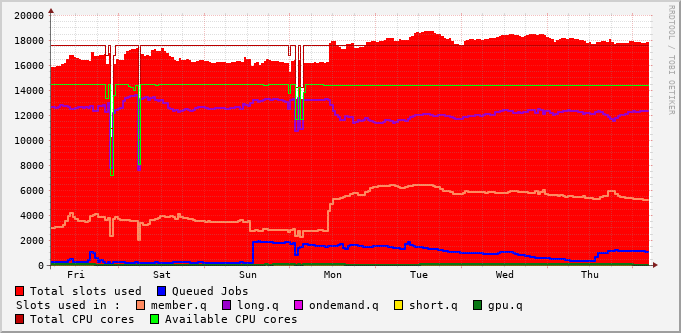 20000
18000
16000
14000
12000
10000
8000
6000
4000
2000
0
Fri Sat Sun Mon Tue Wed Thu
Total slots used Queued Jobs
Slots used in : member.q long.q ondemand.q short.q gpu.q
Total CPU cores Available CPU cores
RRDTOOL / TOBI OETIKER